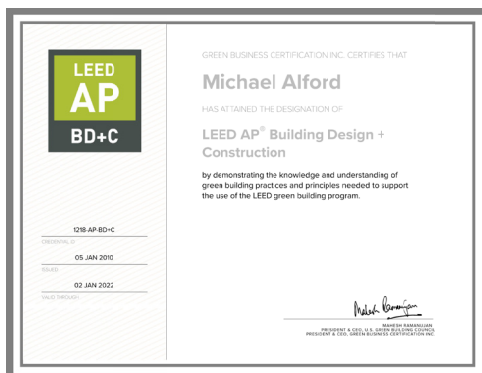 LEED
AP
BD+C
1218-AP-BD+C
CREDENTIAL ID
05 JAN 2010
ISSUED
02 JAN 2022
VALID THROUGH
GREEN BUSINESS CERTIFICATION INC. CERTIFIES THAT
Michael Alford
HAS ATTAINED THE DESIGNATION OF
LEED AP® Building Design +
Construction
by demonstrating the knowledge and understanding of
green building practices and principles needed to support
the use of the LEED green building program.
Mahesh Ramanujan
MAHESH RAMANUJAN
PRESIDENT & CEO, U.S. GREEN BUILDING COUNCIL
PRESIDENT & CEO, GREEN BUSINESS CERTIFICATION INC.